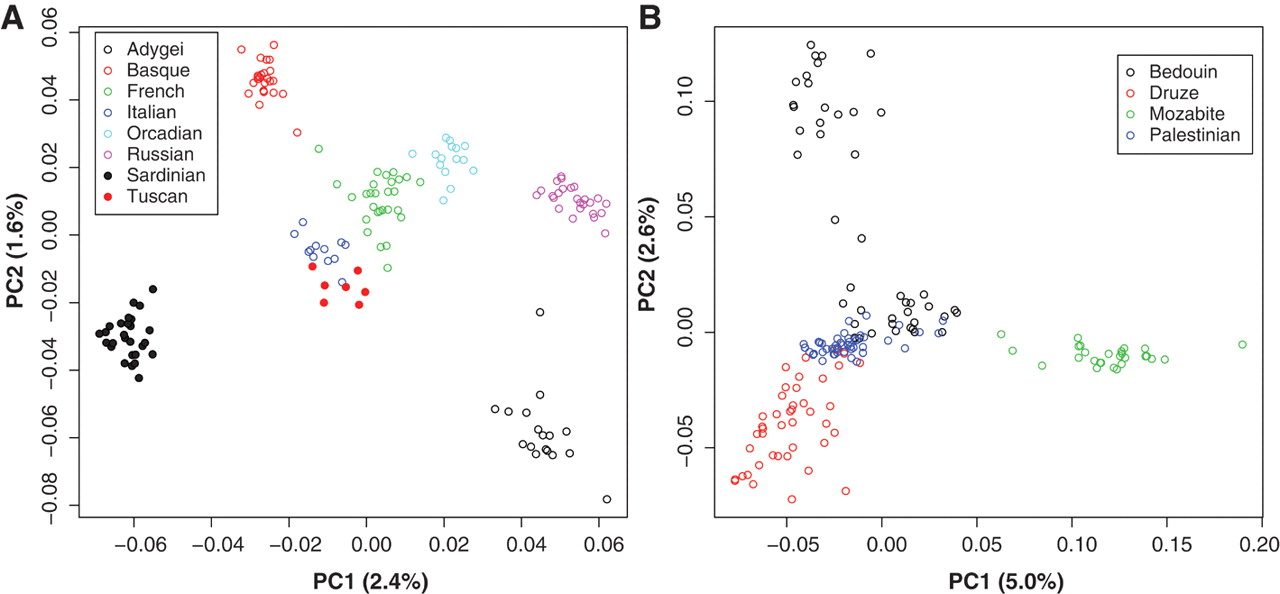 A
0.06
0.04
0.02
0.00
−0.02
−0.04
−0.06
−0.08
PC2 (1.6%)
Adygei
Basque
French
Italian
Orcadian
Russian
Sardinian
Tuscan
−0.06
−0.04
−0.02
0.00
0.02
0.04
0.06
PC1 (2.4%)
B
0.10
0.05
0.00
−0.05
PC2 (2.6%)
Bedouin
Druze
Mozabite
Palestinian
−0.05
0.00
0.05
0.10
0.15
0.20
PC1 (5.0%)